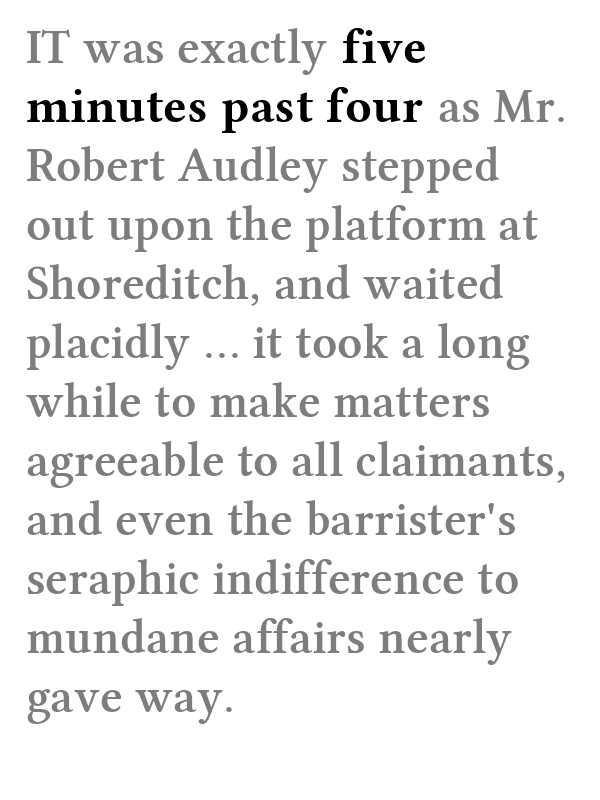 IT was exactly five
minutes past four as Mr.
Robert Audley stepped
out upon the platform at
Shoreditch, and waited
placidly ... it took a long
while to make matters
agreeable to all claimants,
and even the barrister's
seraphic indifference to
mundane affairs nearly
gave way.